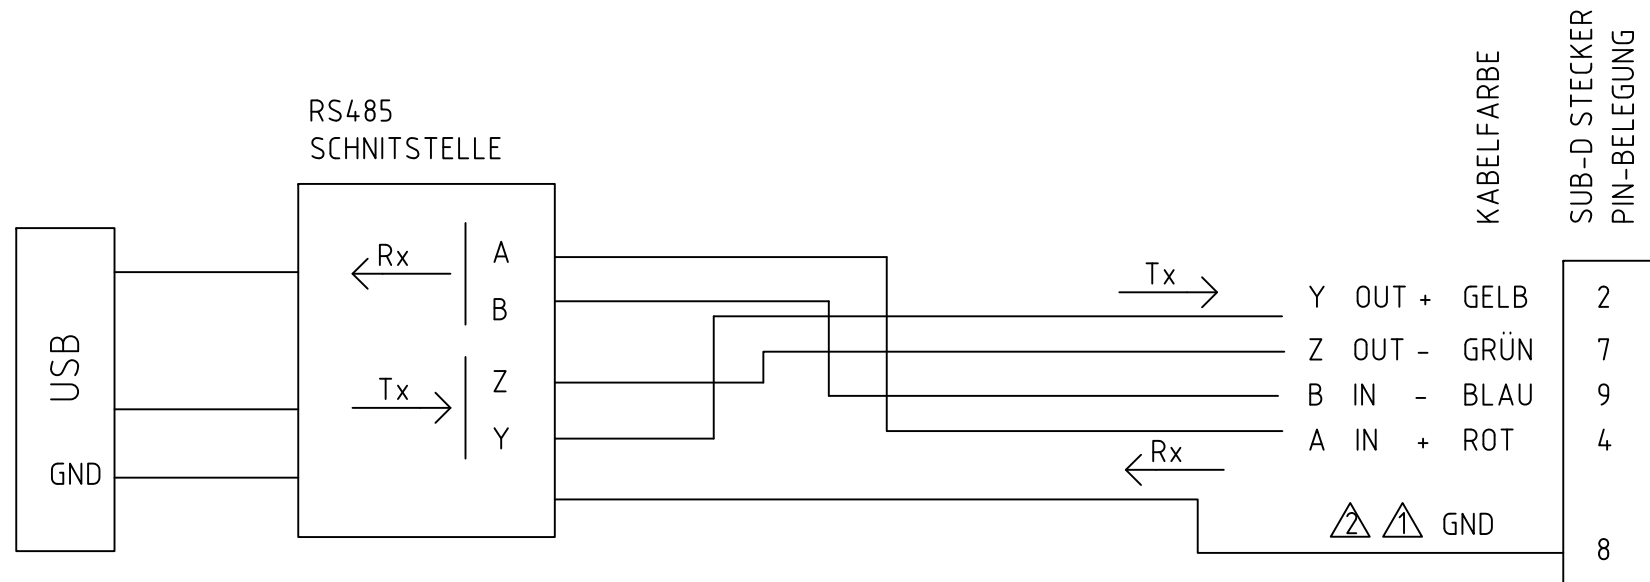 RS485
SCHNITSTELLE
KABELFARBE
SUB-D STECKER
PIN-BELEGUNG
USB
GND
Rx
A
B
Tx
Z
Y
Tx
Y OUT + GELB 2
Z OUT - GRÜN 7
B IN - BLAU 9
A IN + ROT 4
Rx
2 1 GND
8